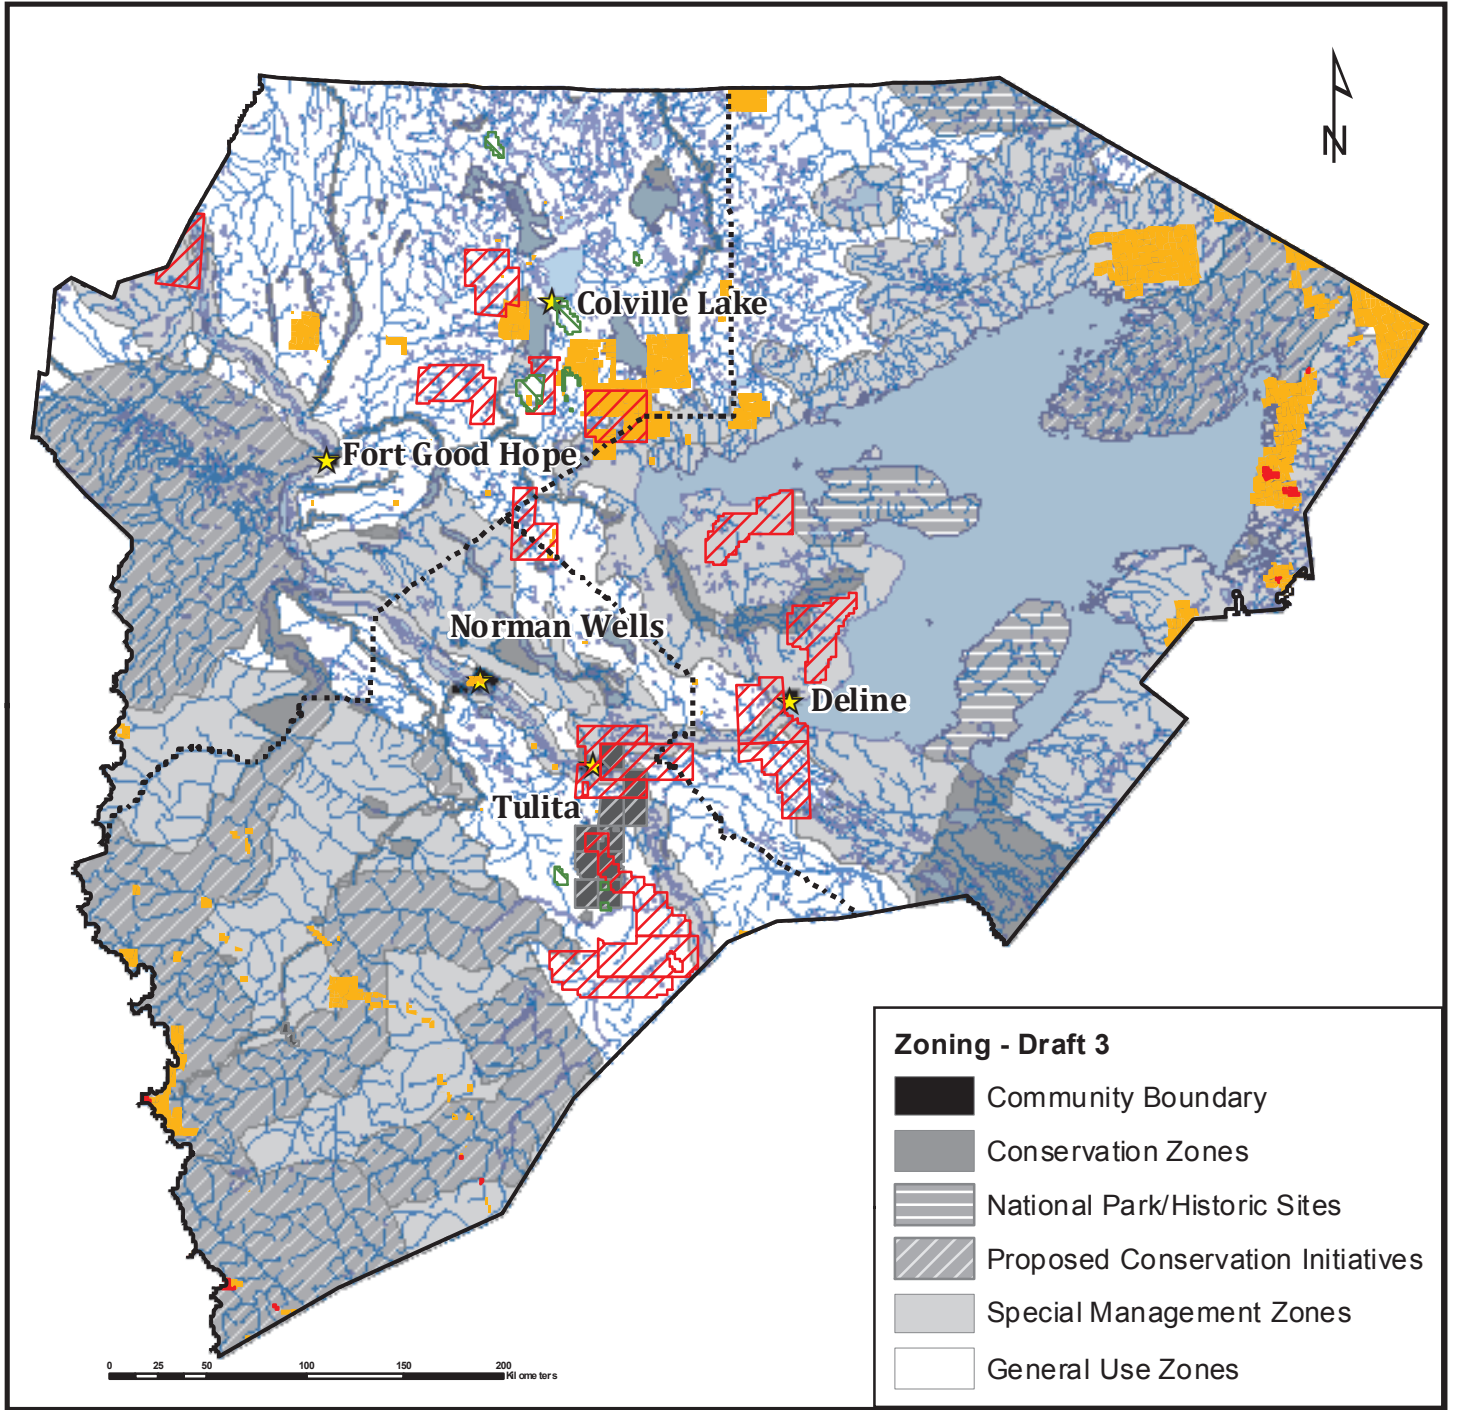 N
Colville Lake
Fort Good Hope
Norman Wells
Deline
Tulita
Zoning - Draft 3
Community Boundary
Conservation Zones
National Park/Historic Sites
Proposed Conservation Initiatives
Special Management Zones
General Use Zones
0 25 50 100 150 200
Kilometers